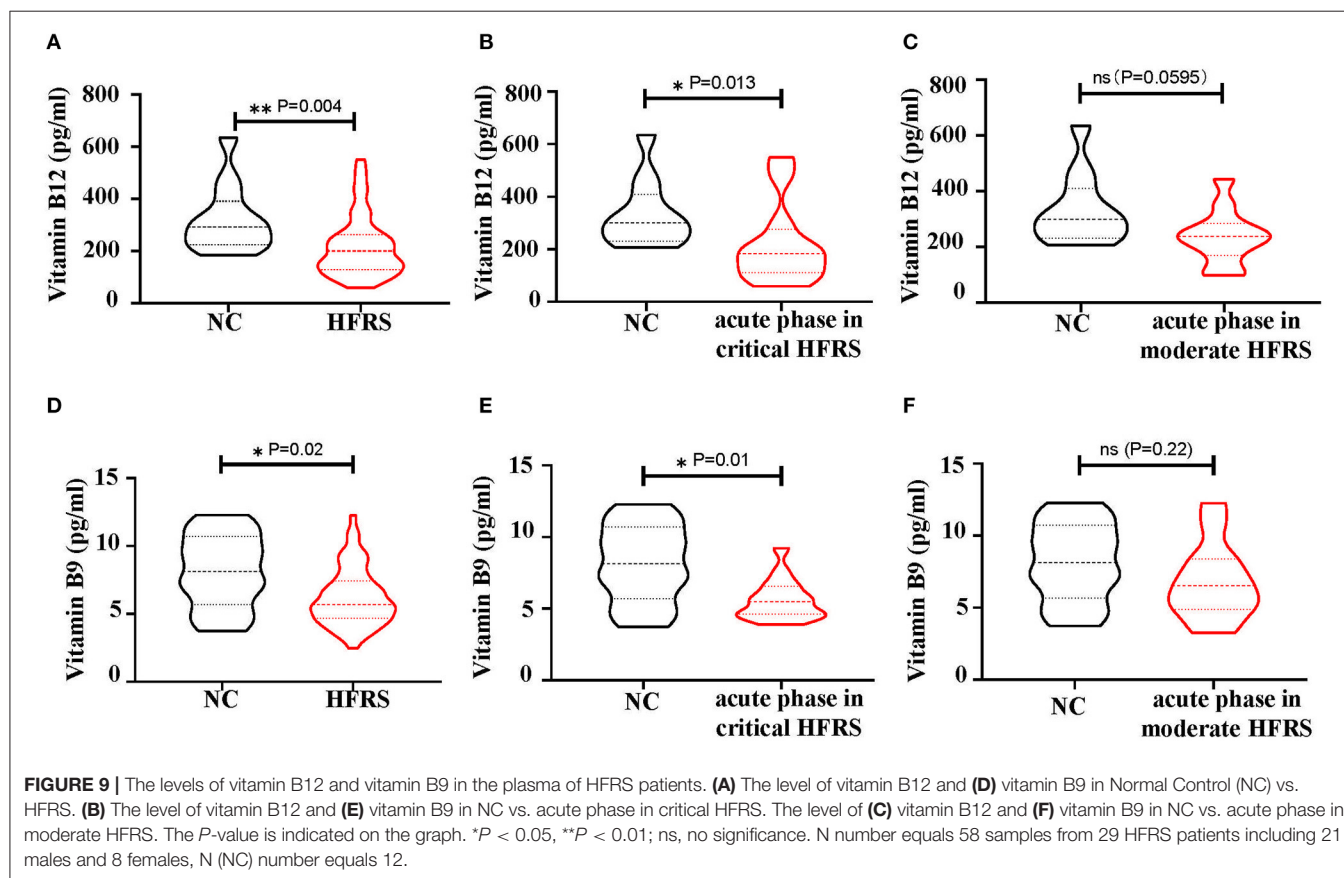 A
B
C
800
600
400
200
0
Vitamin B12 (pg/ml)
** P=0.004
NC
HFRS
800
600
400
200
0
Vitamin B12 (pg/ml)
* P=0.013
NC
acute phase in
critical HFRS
800
600
400
200
0
Vitamin B12 (pg/ml)
ns (P=0.0595)
NC
acute phase in
moderate HFRS
D
E
F
15
10
5
0
Vitamin B9 (pg/ml)
* P=0.02
NC
HFRS
15
10
5
0
Vitamin B9 (pg/ml)
* P=0.01
NC
acute phase in
critical HFRS
15
10
5
0
Vitamin B9 (pg/ml)
ns (P=0.22)
NC
acute phase in
moderate HFRS
FIGURE 9 | The levels of vitamin B12 and vitamin B9 in the plasma of HFRS patients. (A) The level of vitamin B12 and (D) vitamin B9 in Normal Control (NC) vs.
HFRS. (B) The level of vitamin B12 and (E) vitamin B9 in NC vs. acute phase in critical HFRS. The level of (C) vitamin B12 and (F) vitamin B9 in NC vs. acute phase in
moderate HFRS. The P-value is indicated on the graph. *P < 0.05, **P < 0.01; ns, no significance. N number equals 58 samples from 29 HFRS patients including 21
males and 8 females, N (NC) number equals 12.